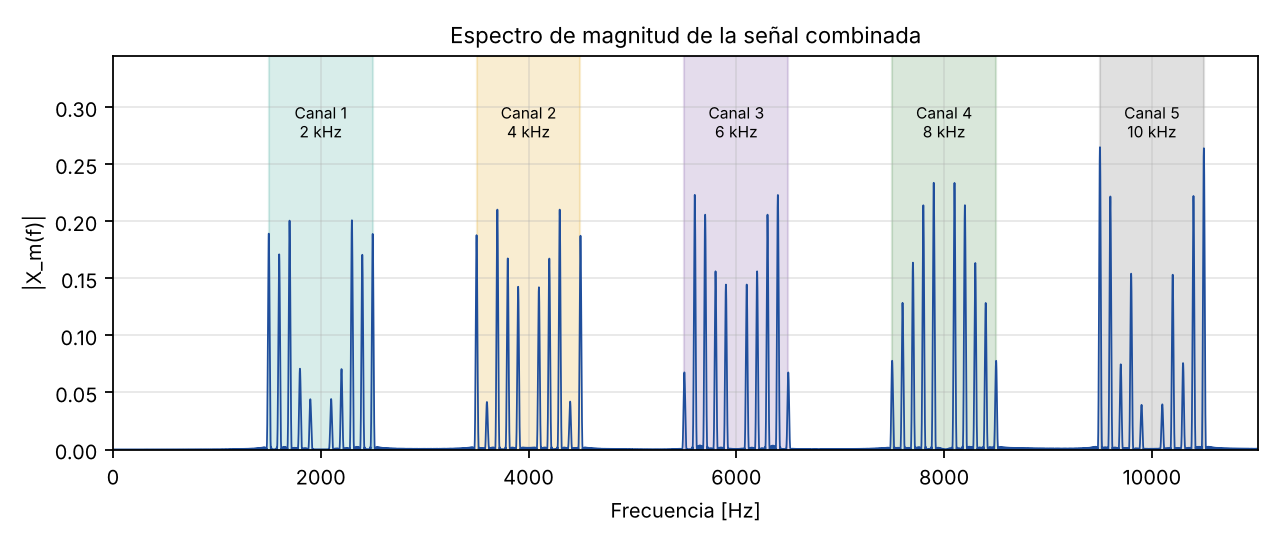 Espectro de magnitud de la señal combinada
|X_m(f)|
0.30
0.25
0.20
0.15
0.10
0.05
0.00
Canal 1
2 kHz
Canal 2
4 kHz
Canal 3
6 kHz
Canal 4
8 kHz
Canal 5
10 kHz
0
2000
4000
6000
8000
10000
Frecuencia [Hz]